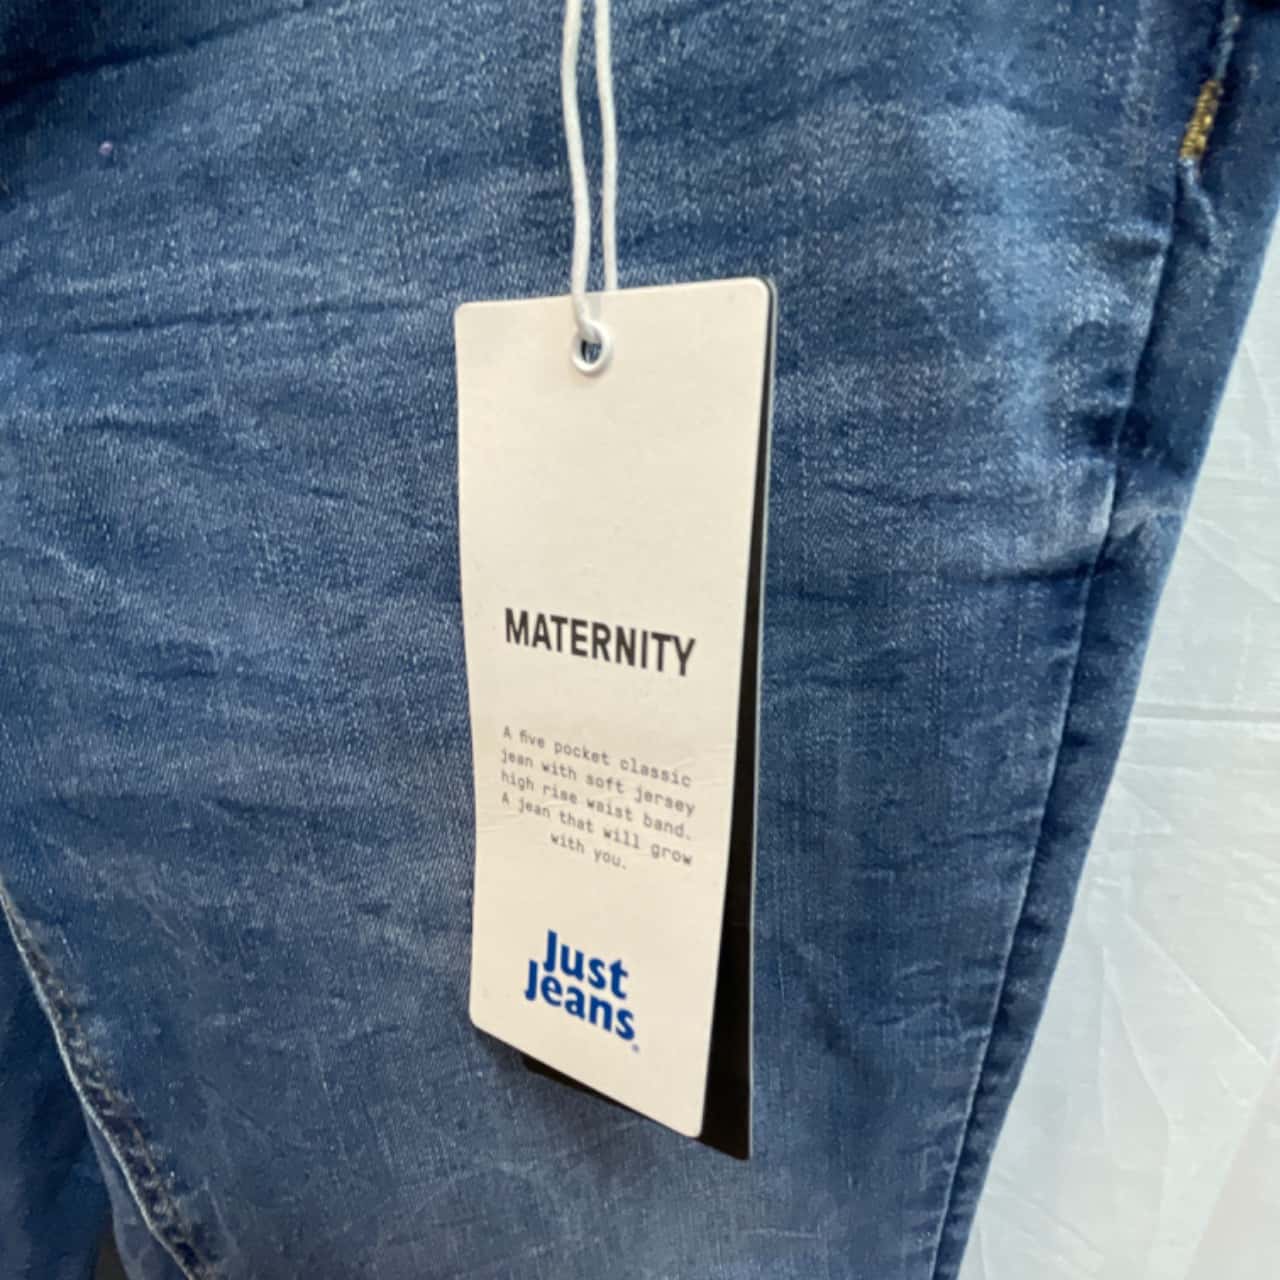 MATERNITY
A five pocket classic
jean with soft jersey
high rise waist band.
A jean that will grow
with you.
Just
Jeans®